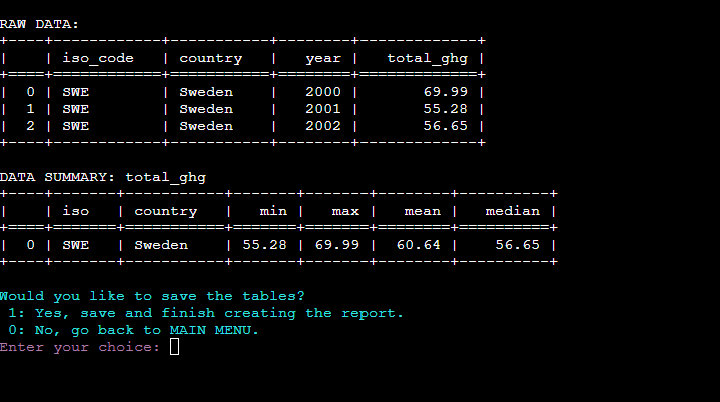 RAW DATA:
+----+------------+-----------+--------+-------------+
|    | iso_code   | country   |   year |   total_ghg |
+====+============+===========+========+=============+
|  0 | SWE        | Sweden    |   2000 |       69.99 |
|  1 | SWE        | Sweden    |   2001 |       55.28 |
|  2 | SWE        | Sweden    |   2002 |       56.65 |
+----+------------+-----------+--------+-------------+
DATA SUMMARY: total_ghg
+----+-------+-----------+-------+-------+--------+----------+
|    | iso   | country   |   min |   max |   mean |   median |
+====+=======+===========+=======+=======+========+==========+
|  0 | SWE   | Sweden    | 55.28 | 69.99 |  60.64 |    56.65 |
+----+-------+-----------+-------+-------+--------+----------+
Would you like to save the tables?
1: Yes, save and finish creating the report.
0: No, go back to MAIN MENU.
Enter your choice: